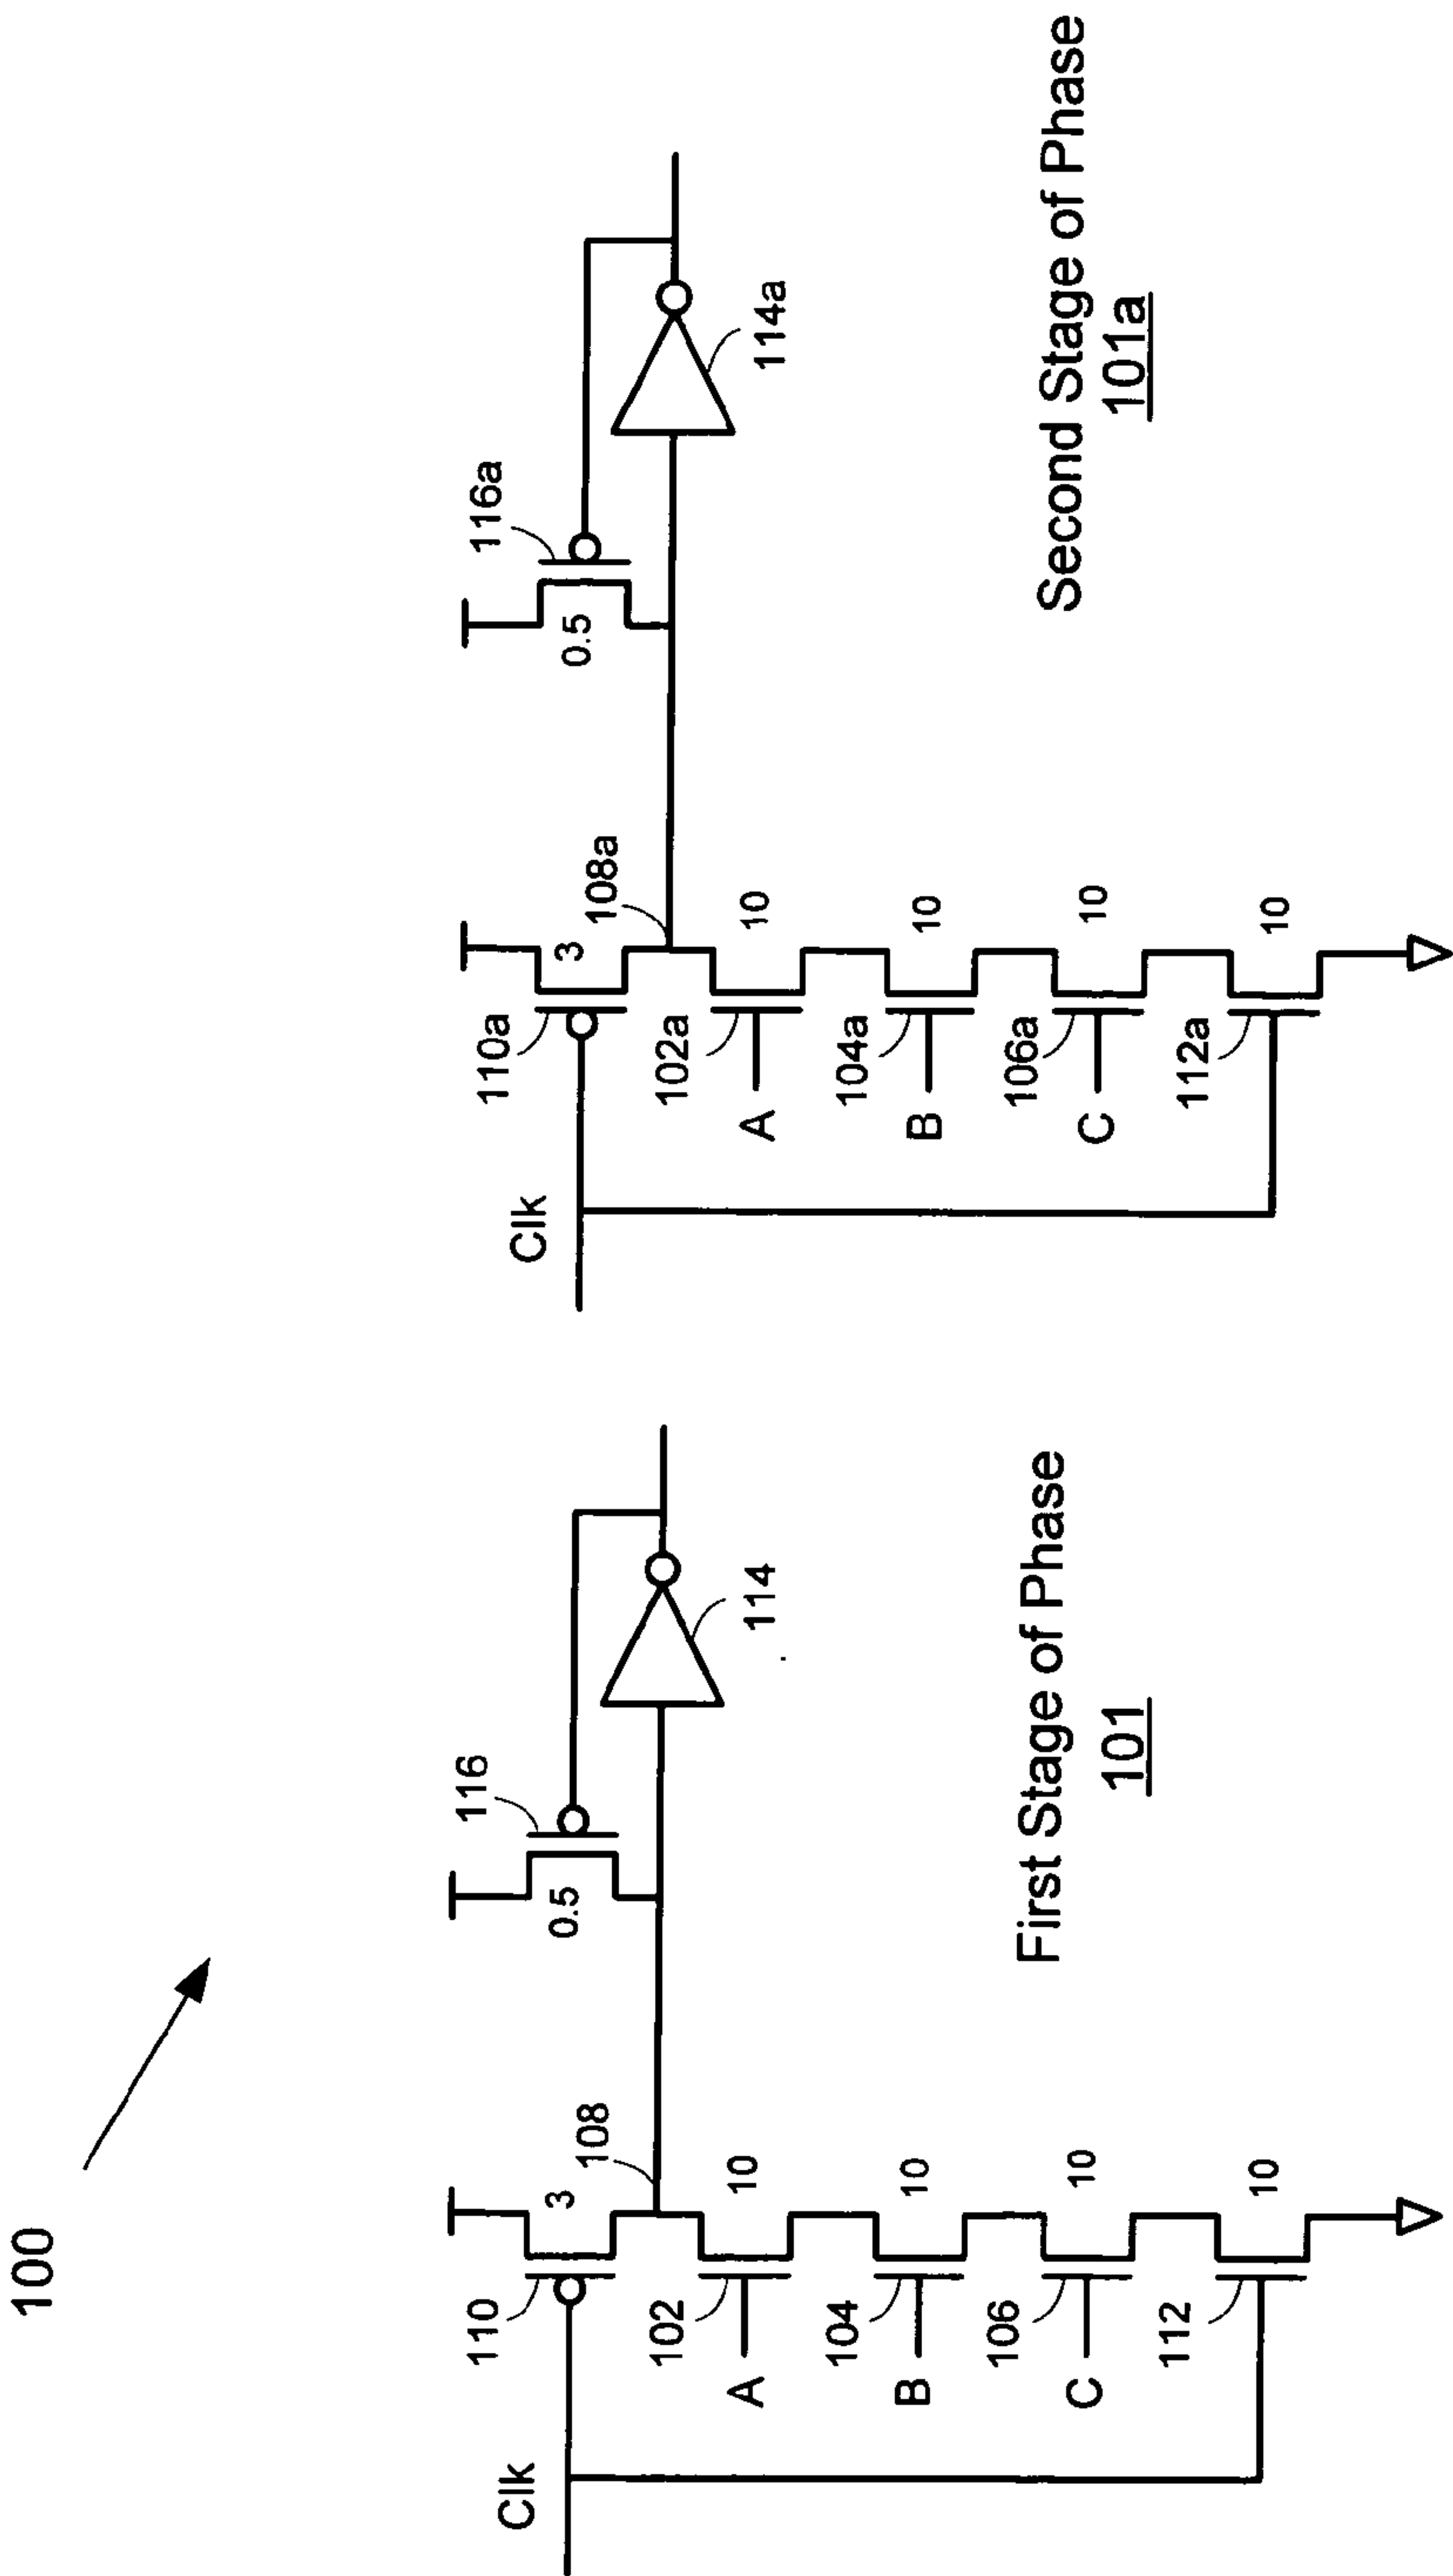 100
Clk
110
3
108
102
10
A
104
10
B
106
10
C
112
10
116
0.5
114
First Stage of Phase
101
Clk
110a
3
108a
102a
10
A
104a
10
B
106a
10
C
112a
10
116a
0.5
114a
Second Stage of Phase
101a